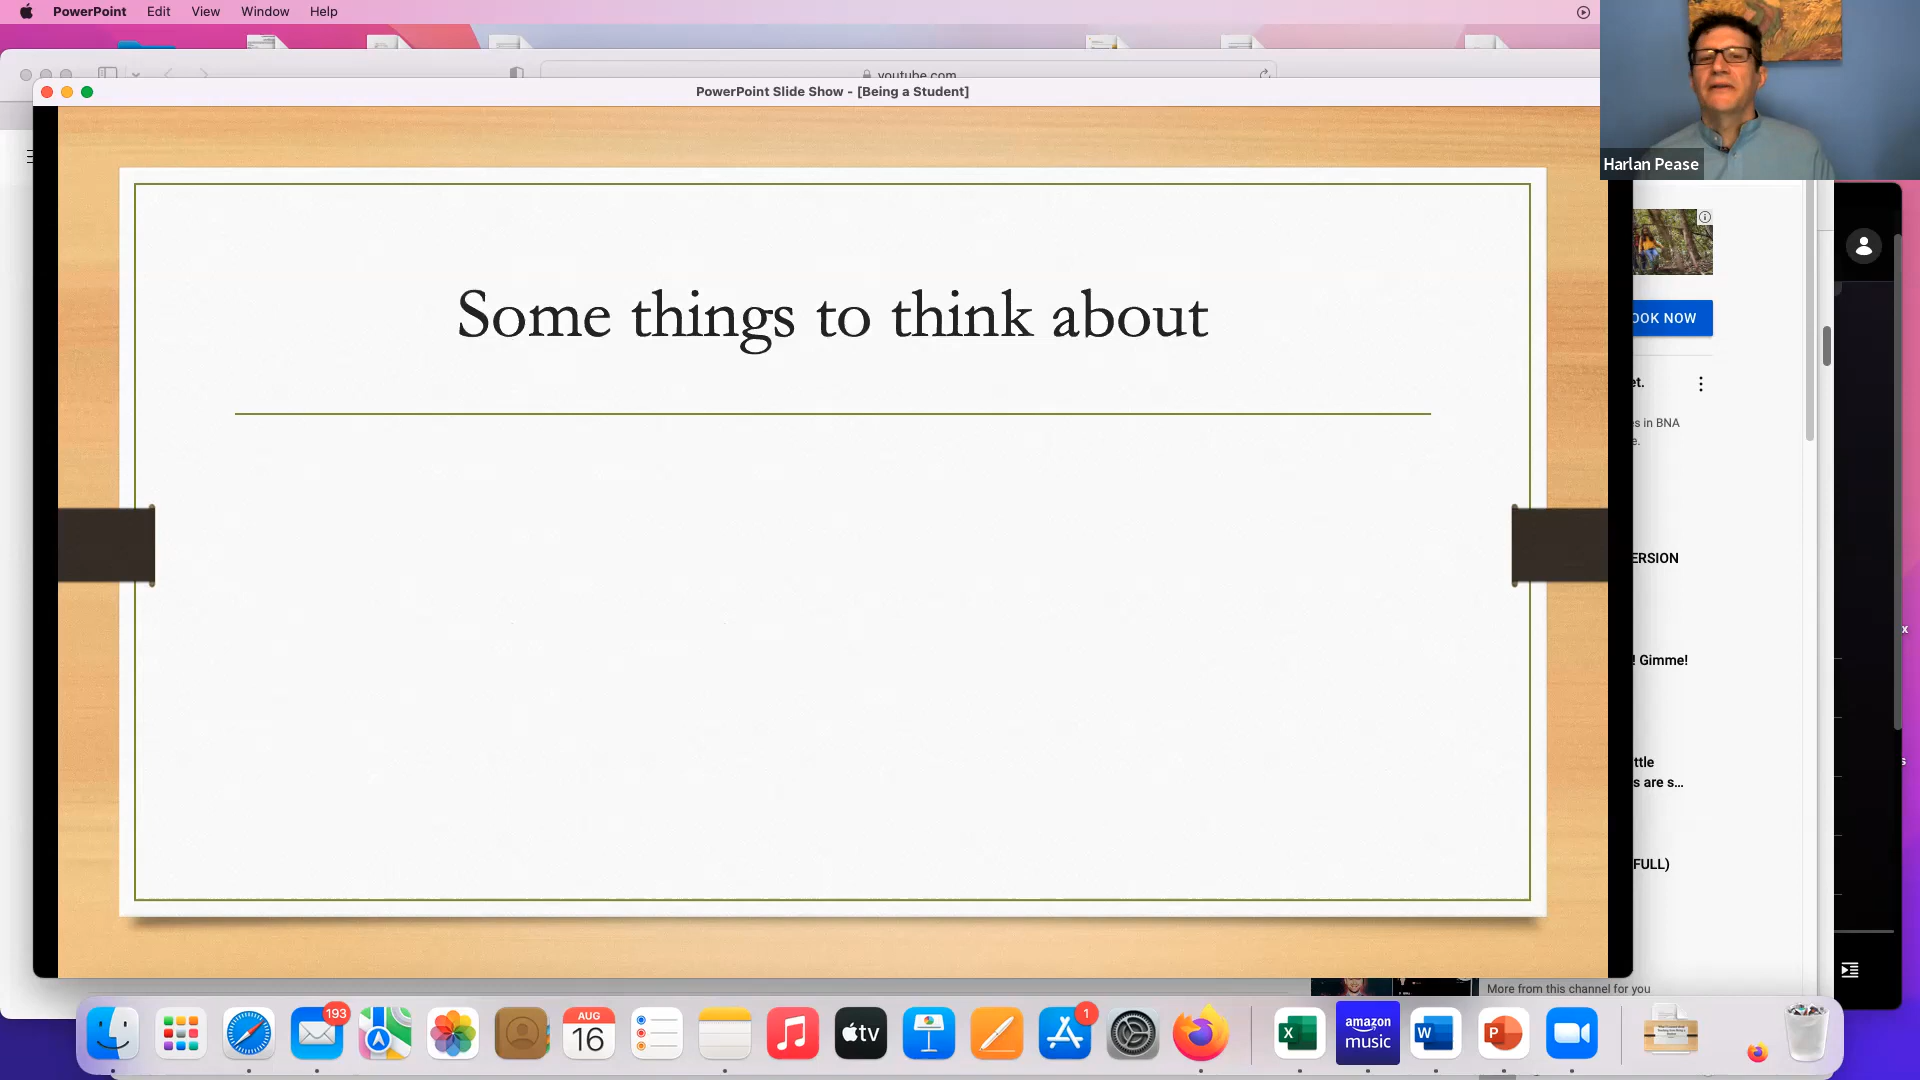 PowerPoint Edit View Window Help
youtube.com
PowerPoint Slide Show - [Being a Student]
Harlan Pease
Some things to think about
OOK NOW
et.
es in BNA
e.
ERSION
x
! Gimme!
ttle
s
s are s...
FULL)
More from this channel for you
193
AUG
16
tv
1
X
amazon
music
W
P